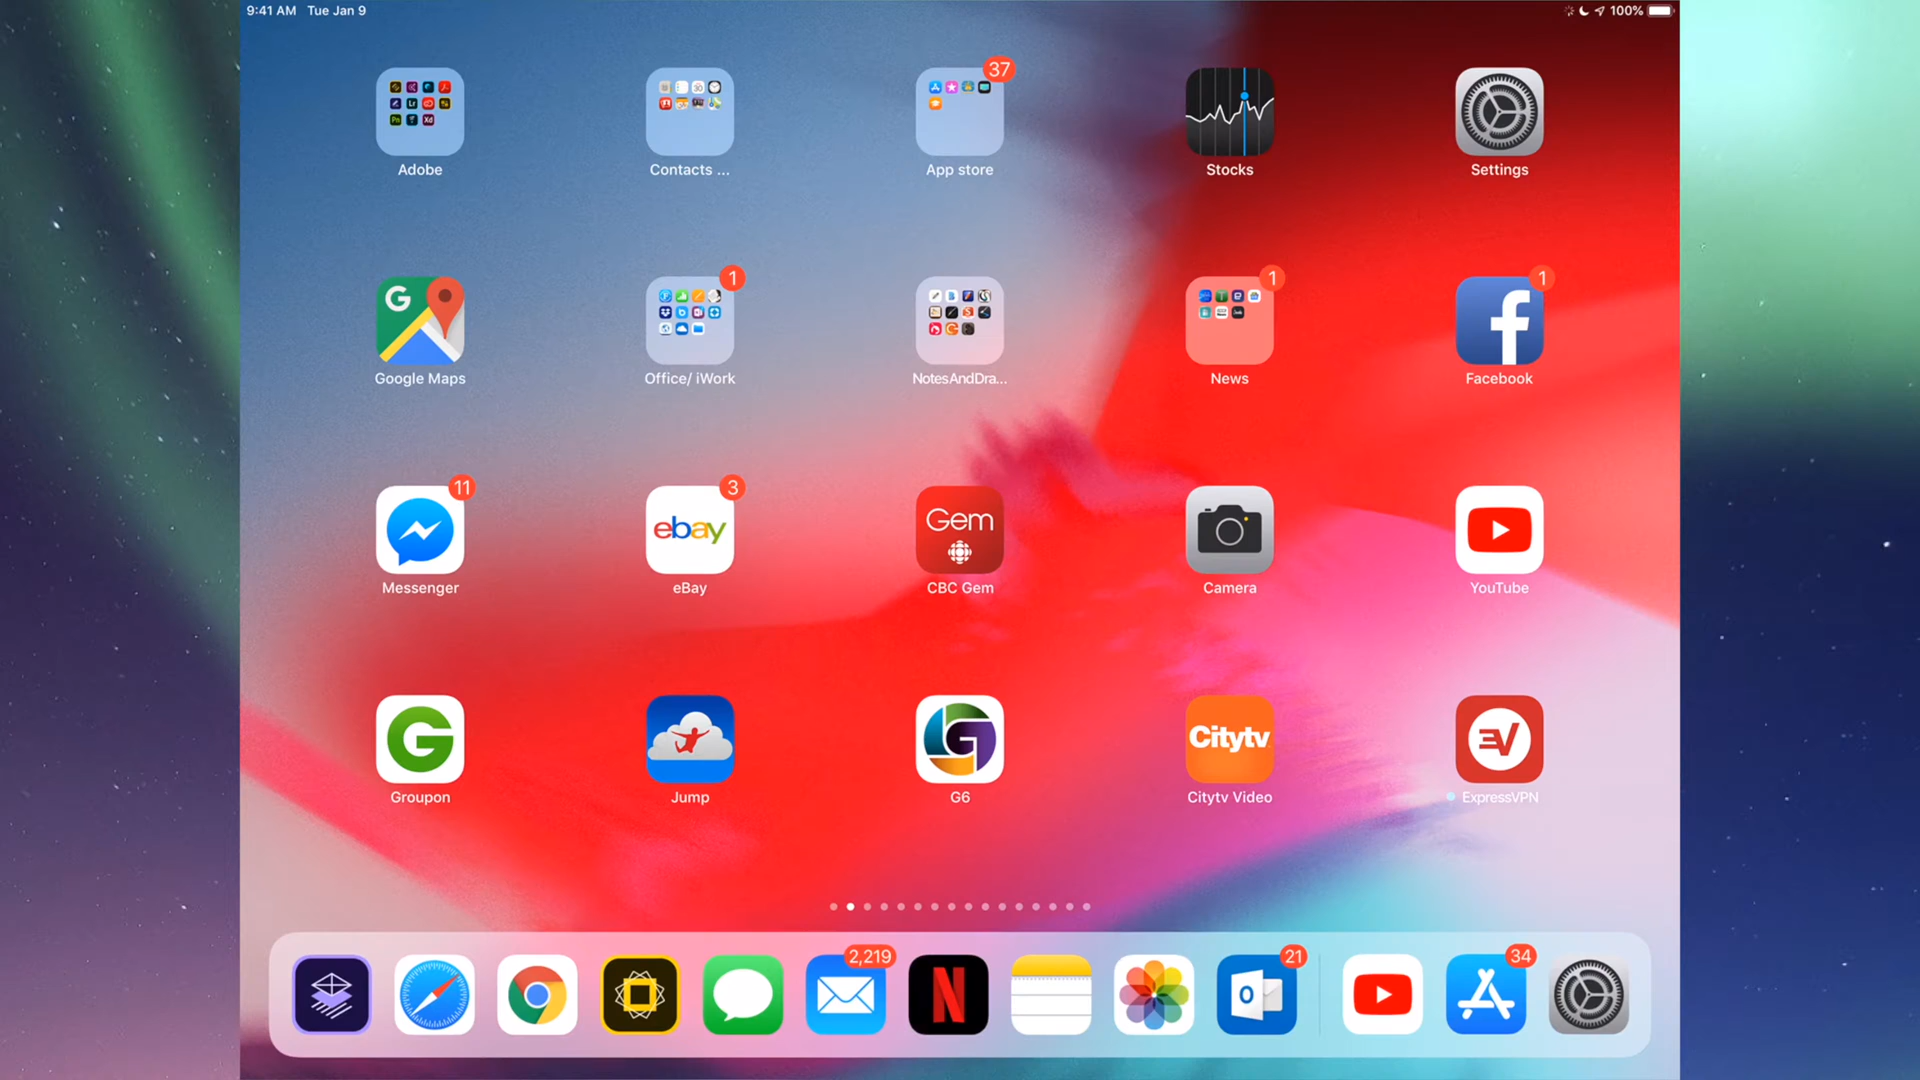 9:41 AM Tue Jan 9
100%
37
Adobe
Contacts ...
App store
Stocks
Settings
G
1
1
1
Google Maps
Office/ iWork
NotesAndDra...
News
Facebook
11
3
ebay
Gem
Messenger
eBay
CBC Gem
Camera
YouTube
Citytv
Groupon
Jump
G6
Citytv Video
ExpressVPN
2,219
21
34